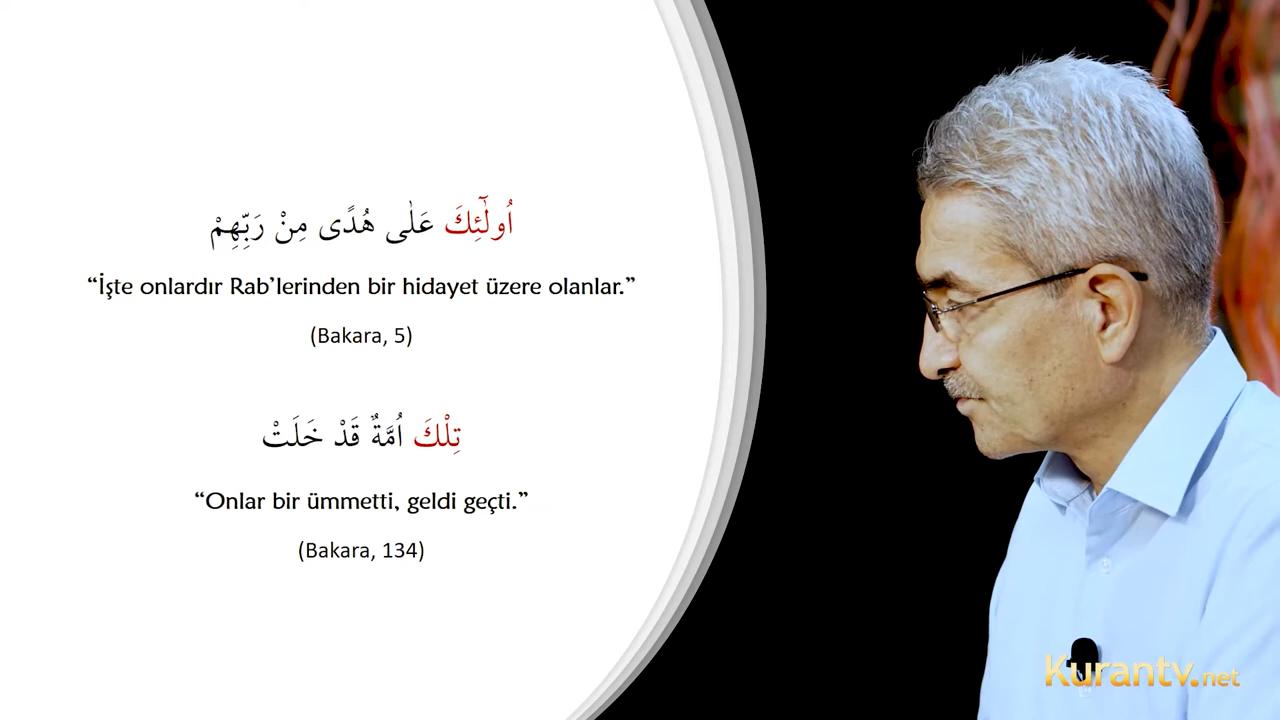 اُولٰٓئِكَ عَلٰى هُدًى مِنْ رَبِّهِمْ
“İşte onlardır Rab’lerinden bir hidayet üzere olanlar.”
(Bakara, 5)
تِلْكَ اُمَّةٌ قَدْ خَلَتْ
“Onlar bir ümmetti, geldi geçti.”
(Bakara, 134)
Kurantv.net